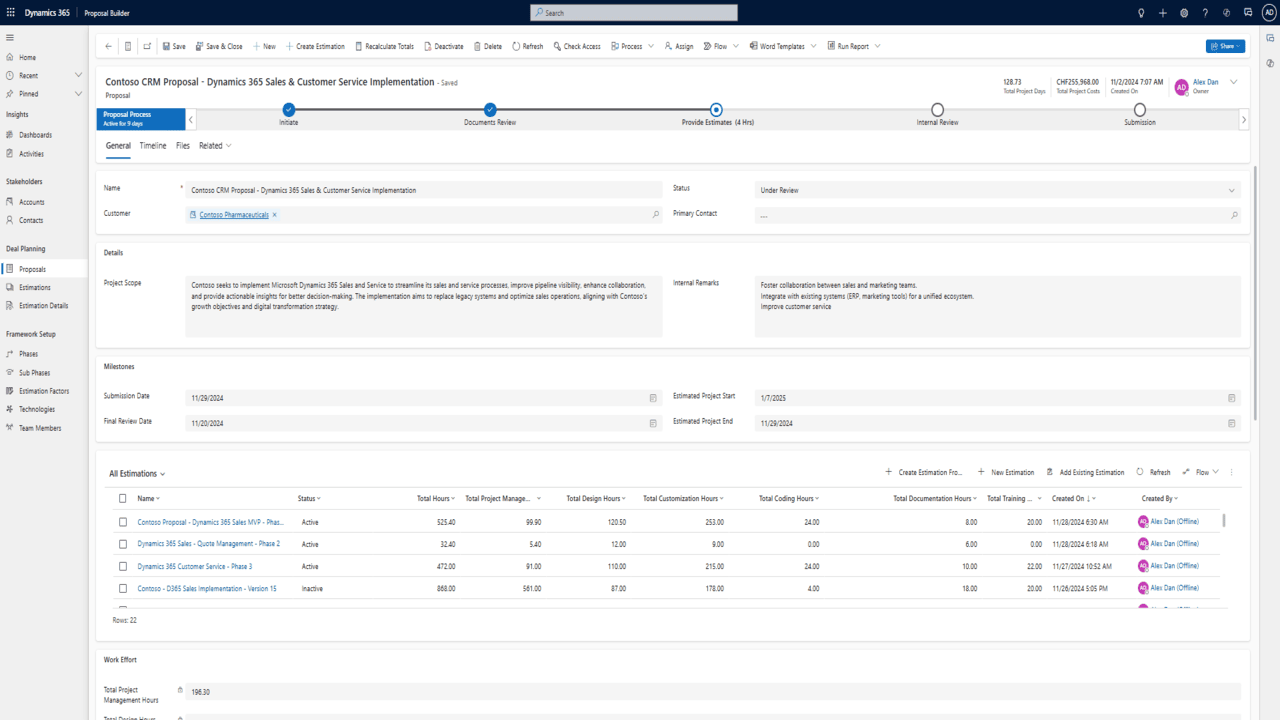 Dynamics 365 Proposal Builder Search AD
Save Save & Close New Create Estimation Recalculate Totals Deactivate Delete Refresh Check Access Process Assign Flow Word Templates Run Report Share
Home
Recent
Pinned
Insights
Dashboards
Activities
Stakeholders
Accounts
Contacts
Deal Planning
Proposals
Estimations
Estimation Details
Framework Setup
Phases
Sub Phases
Estimation Factors
Technologies
Team Members
Contoso CRM Proposal - Dynamics 365 Sales & Customer Service Implementation - Saved
Proposal
128.73 CHF255,968.00 11/2/2024 7:07 AM AD Alex Dan
Total Project Days Total Project Costs Created On Owner
Proposal Process
Active for 9 days
Initiate Documents Review Provide Estimates (4 Hrs) Internal Review Submission
General Timeline Files Related
Name * Contoso CRM Proposal - Dynamics 365 Sales & Customer Service Implementation Status Under Review
Customer Contoso Pharmaceuticals × Primary Contact ---
Details
Project Scope Contoso seeks to implement Microsoft Dynamics 365 Sales and Service to streamline its sales and service processes, improve pipeline visibility, enhance collaboration,
and provide actionable insights for better decision-making. The implementation aims to replace legacy systems and optimize sales operations, aligning with Contoso's
growth objectives and digital transformation strategy.
Internal Remarks Foster collaboration between sales and marketing teams.
Integrate with existing systems (ERP, marketing tools) for a unified ecosystem.
Improve customer service
Milestones
Submission Date 11/29/2024 Estimated Project Start 1/7/2025
Final Review Date 11/20/2024 Estimated Project End 11/29/2024
All Estimations Create Estimation Fro... New Estimation Add Existing Estimation Refresh Flow
Name Status Total Hours Total Project Manage... Total Design Hours Total Customization Hours Total Coding Hours Total Documentation Hours Total Training ... Created On Created By
Contoso Proposal - Dynamics 365 Sales MVP - Phas... Active 525.40 99.90 120.50 253.00 24.00 8.00 20.00 11/28/2024 6:30 AM AD Alex Dan (Offline)
Dynamics 365 Sales - Quote Management - Phase 2 Active 32.40 5.40 12.00 9.00 0.00 6.00 0.00 11/28/2024 6:18 AM AD Alex Dan (Offline)
Dynamics 365 Customer Service - Phase 3 Active 472.00 91.00 110.00 215.00 24.00 10.00 22.00 11/27/2024 10:52 AM AD Alex Dan (Offline)
Contoso - D365 Sales Implementation - Version 15 Inactive 868.00 561.00 87.00 178.00 4.00 18.00 20.00 11/26/2024 5:05 PM AD Alex Dan (Offline)
Rows: 22
Work Effort
Total Project
Management Hours 196.30
Total Design Hours